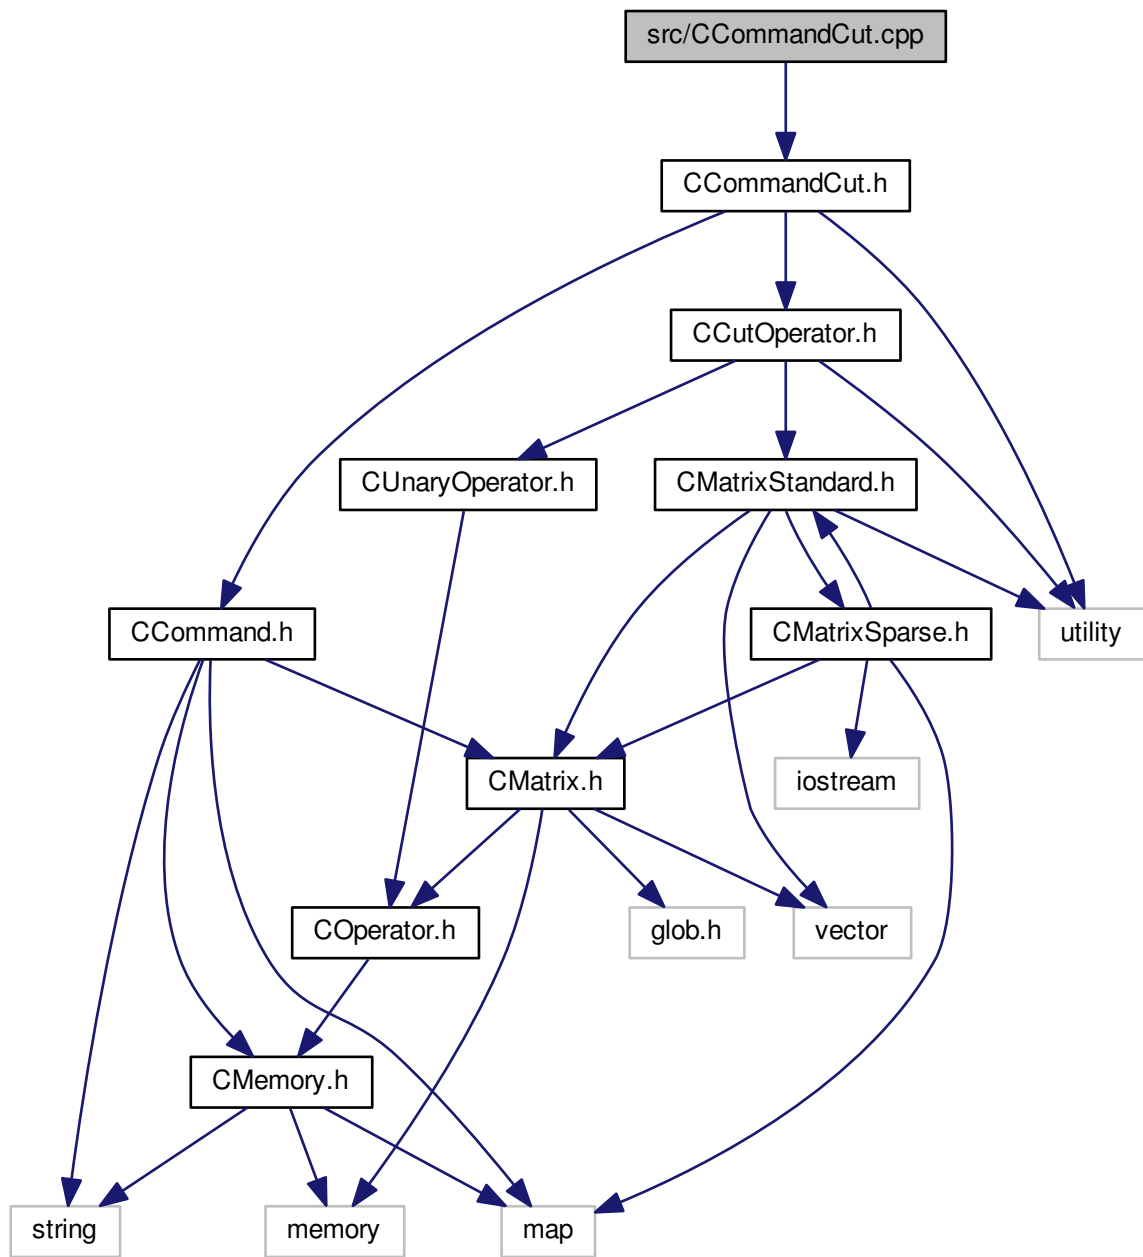 src/CCommandCut.cpp
CCommandCut.h
CCutOperator.h
CUnaryOperator.h
CMatrixStandard.h
CCommand.h
CMatrixSparse.h
utility
CMatrix.h
iostream
COperator.h
glob.h
vector
CMemory.h
string
memory
map